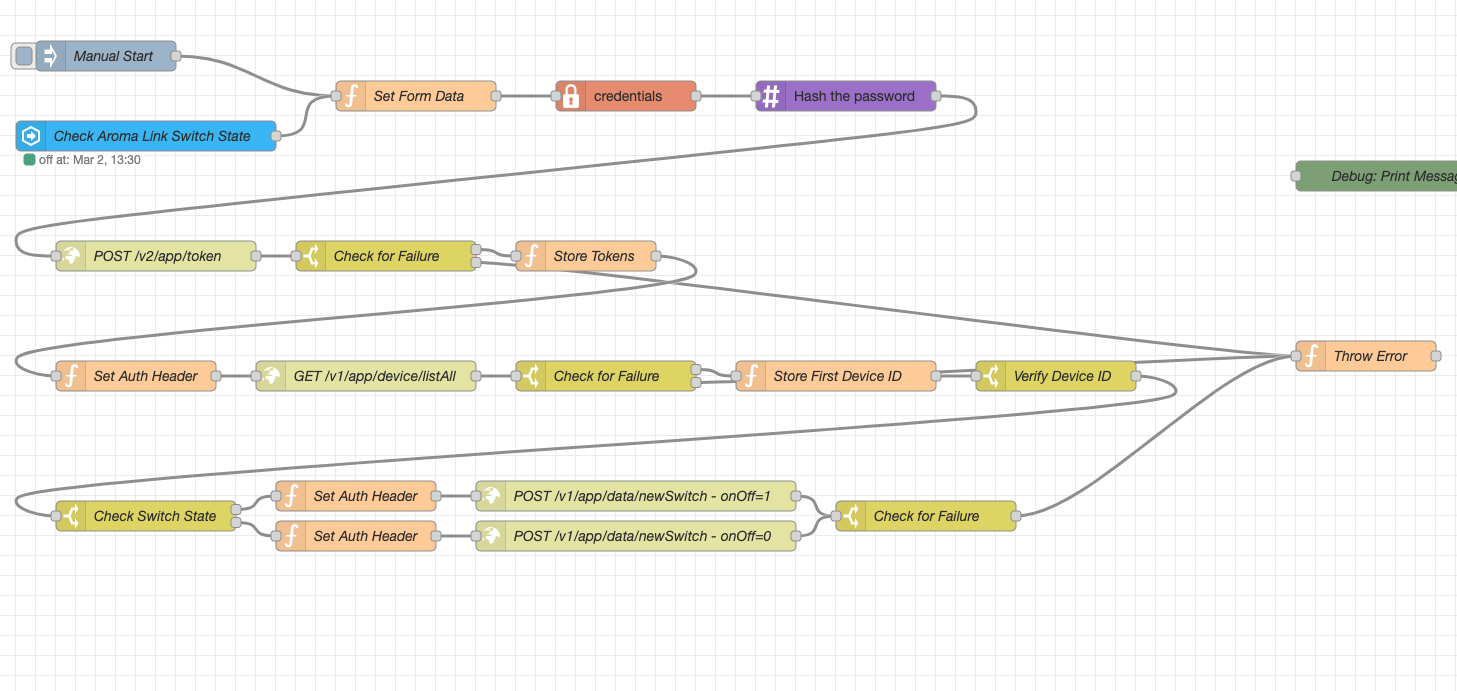 Manual Start
Set Form Data
credentials
# Hash the password
Check Aroma Link Switch State
off at: Mar 2, 13:30
Debug: Print
POST /v2/app/token
Check for Failure
Store Tokens
Throw Error
Set Auth Header
GET /v1/app/device/listAll
Check for Failure
Store First Device ID
Verify Device ID
Set Auth Header
POST /v1/app/data/newSwitch - onOff=1
Check Switch State
Check for Failure
Set Auth Header
POST /v1/app/data/newSwitch - onOff=0